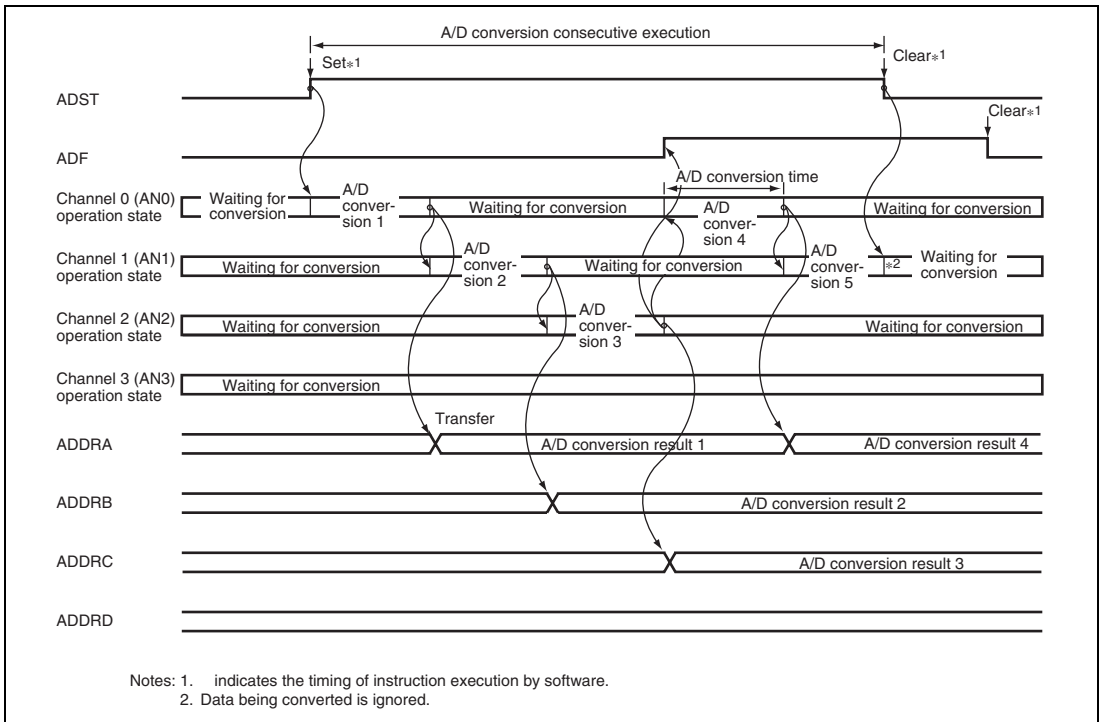 A/D conversion consecutive execution
Set*1
Clear*1
ADST
Clear*1
ADF
A/D conversion time
Channel 0 (AN0)
operation state
Waiting for
conversion
A/D
conver-
sion 1
Waiting for conversion
A/D
conver-
sion 4
Waiting for conversion
Channel 1 (AN1)
operation state
Waiting for conversion
A/D
conver-
sion 2
Waiting for conversion
A/D
conver-
sion 5
*2
Waiting for
conversion
Channel 2 (AN2)
operation state
Waiting for conversion
A/D
conver-
sion 3
Waiting for conversion
Channel 3 (AN3)
operation state
Waiting for conversion
Transfer
ADDRA
A/D conversion result 1
A/D conversion result 4
ADDRB
A/D conversion result 2
ADDRC
A/D conversion result 3
ADDRD
Notes: 1. indicates the timing of instruction execution by software.
2. Data being converted is ignored.